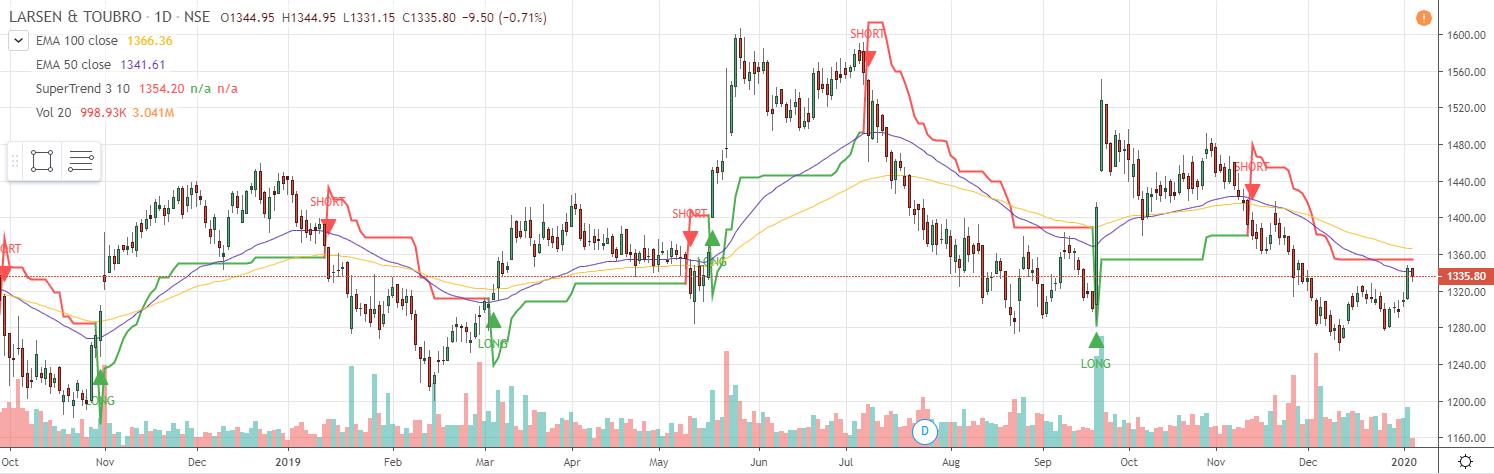 LARSEN & TOUBRO · 1D · NSE O1344.95 H1344.95 L1331.15 C1335.80 −9.50 (−0.71%)
EMA 100 close 1366.36
EMA 50 close 1341.61
SuperTrend 3 10 1354.20 n/a n/a
Vol 20 998.93K 3.041M
!
1600.00
1560.00
1520.00
1480.00
1440.00
1400.00
1360.00
1335.80
1320.00
1280.00
1240.00
1200.00
1160.00
ORT
LONG
SHORT
LONG
SHORT
LONG
SHORT
LONG
SHORT
D
Oct Nov Dec 2019 Feb Mar Apr May Jun Jul Aug Sep Oct Nov Dec 2020